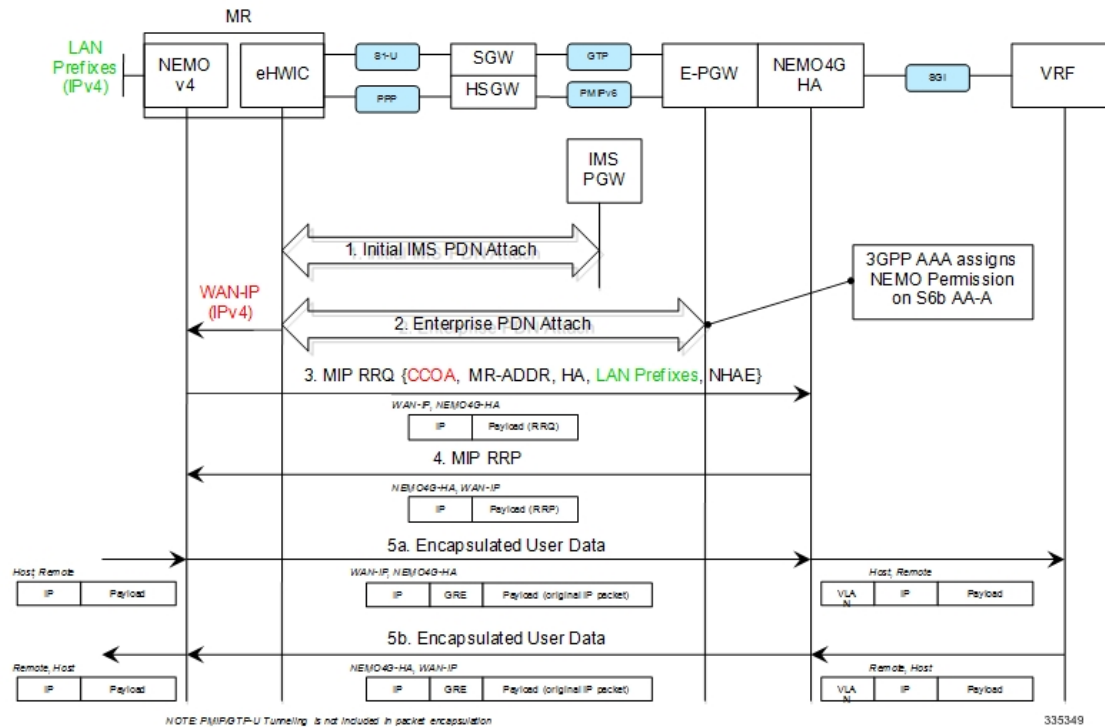 MR
LAN
Prefixes
(IPv4)
NEMO
v4
eHWIC
S1-U
PPP
SGW
HSGW
GTP
PMIPv6
E-PGW
NEMO4G
HA
SGI
VRF
IMS
PGW
1. Initial IMS PDN Attach
3GPP AAA assigns
NEMO Permission
on S6b AA-A
WAN-IP
(IPv4)
2. Enterprise PDN Attach
3. MIP RRQ {CCOA, MR-ADDR, HA, LAN Prefixes, NHAE}
WAN-IP, NEMO4G-HA
IP Payload (RRQ)
4. MIP RRP
NEMO4G-HA, WAN-IP
IP Payload (RRP)
5a. Encapsulated User Data
Host, Remote WAN-IP, NEMO4G-HA Host, Remote
IP Payload IP GRE Payload (original IP packet) VLA IP Payload
N
5b. Encapsulated User Data
Remote, Host NEMO4G-HA, WAN-IP Remote, Host
IP Payload IP GRE Payload (original IP packet) VLA IP Payload
N
NOTE: PMIP/GTP-U Tunneling is not included in packet encapsulation
335349